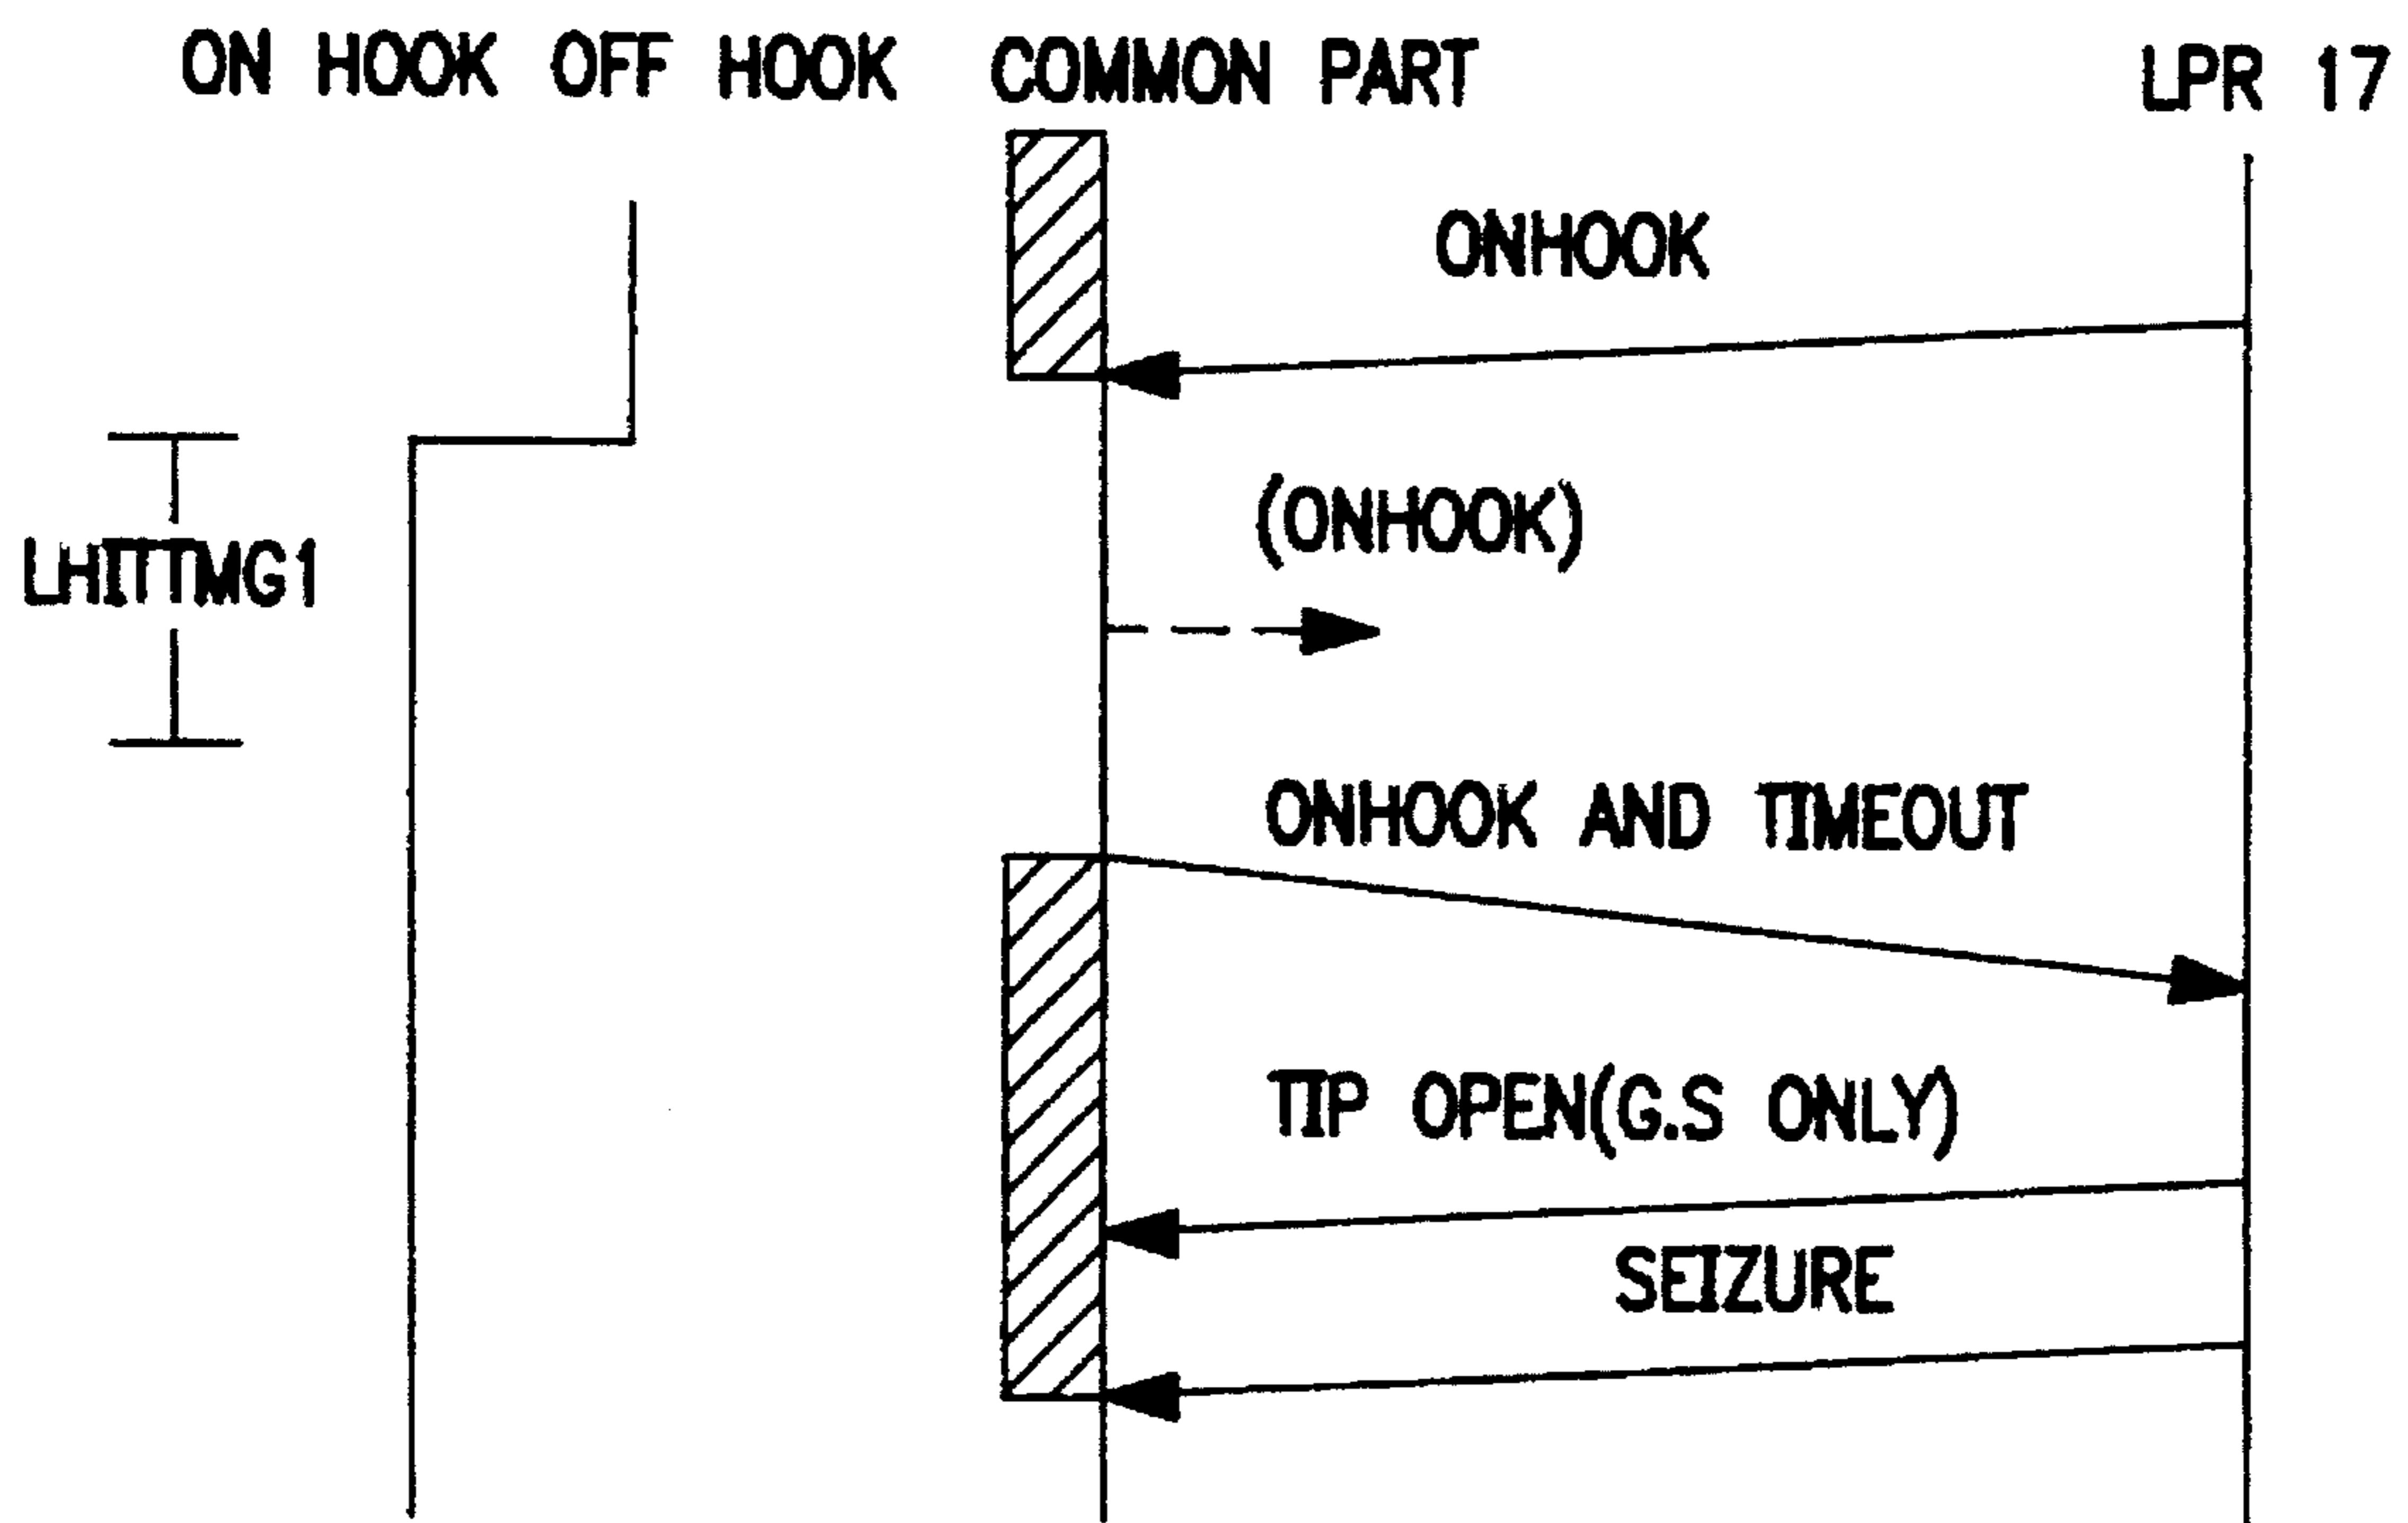 ON HOOK OFF HOOK COMMON PART LPR 17
ONHOOK
(ONHOOK)
LHITTMG1
ONHOOK AND TIMEOUT
TIP OPEN(G.S ONLY)
SEIZURE